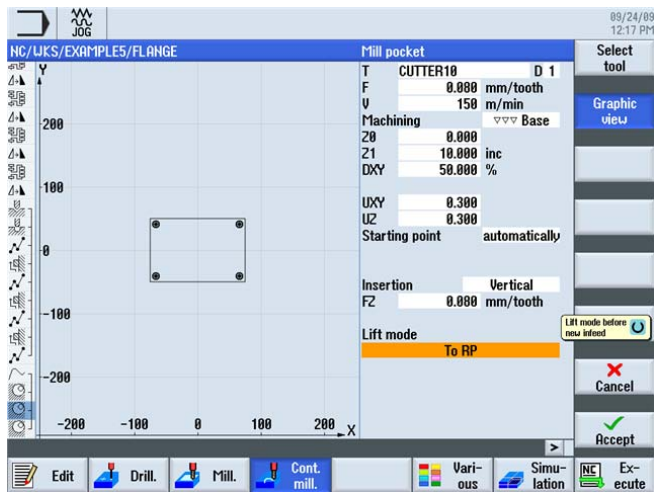 JOG
09/24/09
12:17 PM
NC/WKS/EXAMPLE5/FLANGE
Mill pocket
Select tool
T CUTTER10 D 1
F 0.080 mm/tooth
V 150 m/min
Machining ▽▽▽ Base
Z0 0.000
Z1 10.000 inc
DXY 50.000 %
UXY 0.300
UZ 0.300
Starting point automatically
Insertion Vertical
FZ 0.080 mm/tooth
Lift mode
To RP
Graphic view
Lift mode before
new infeed
Cancel
Accept
Y
200
100
0
-100
-200
-200 -100 0 100 200 X
>
Edit
Drill.
Mill.
Cont. mill.
Vari-
ous
Simu-
lation
NC
Ex-
ecute